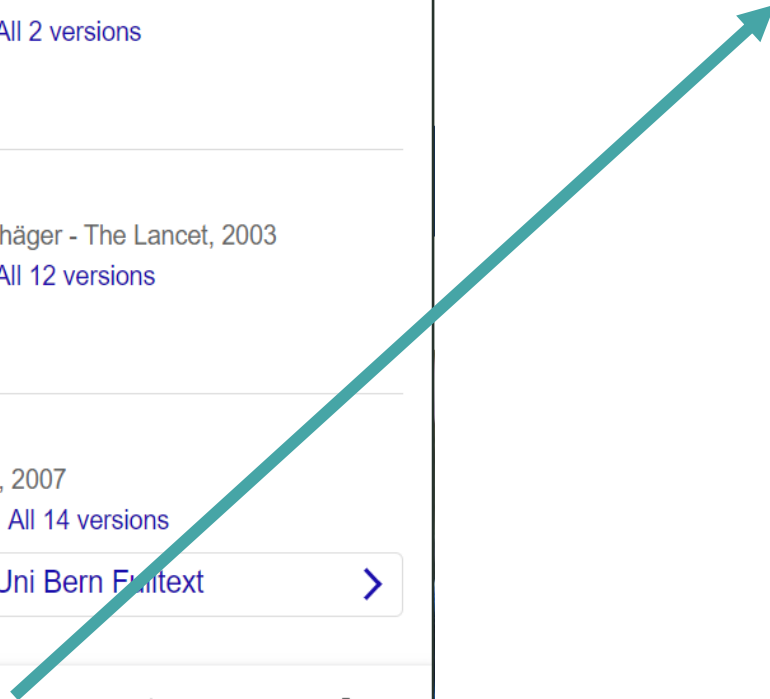 All 2 versions
häger - The Lancet, 2003
All 12 versions
, 2007
All 14 versions
Uni Bern Fulltext